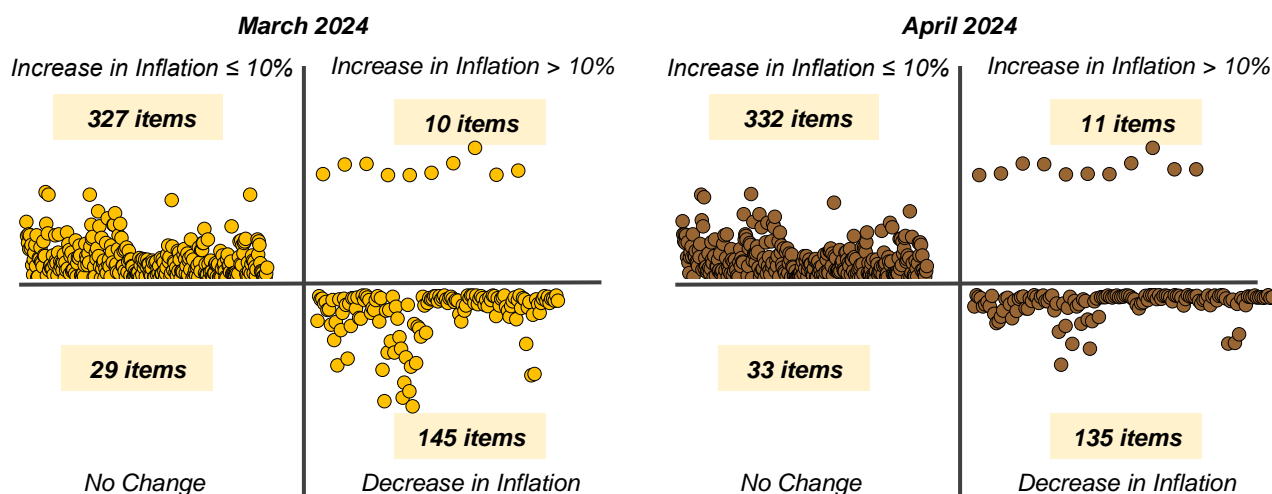 March 2024
Increase in Inflation ≤ 10%
Increase in Inflation > 10%
327 items
10 items
29 items
145 items
No Change
Decrease in Inflation
April 2024
Increase in Inflation ≤ 10%
Increase in Inflation > 10%
332 items
11 items
33 items
135 items
No Change
Decrease in Inflation